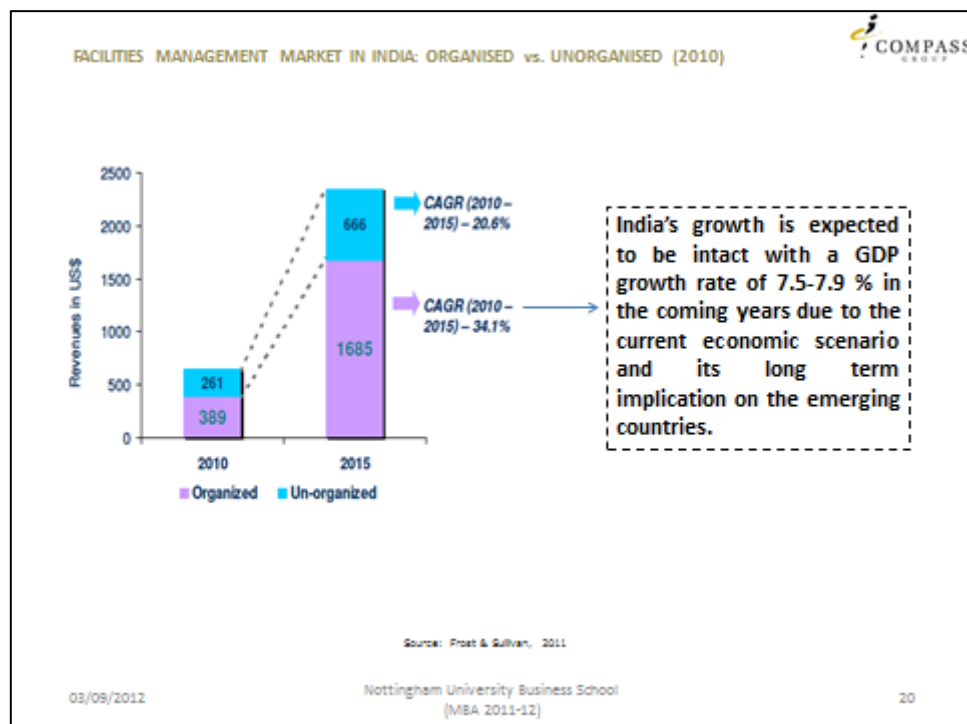 FACILITIES MANAGEMENT MARKET IN INDIA: ORGANISED vs. UNORGANISED (2010)
COMPASS
GROUP
Revenues in US$
2500
2000
1500
1000
500
0
261
389
666
1685
2010
2015
Organized
Un-organized
CAGR (2010 –
2015) – 20.6%
CAGR (2010 –
2015) – 34.1%
India's growth is expected
to be intact with a GDP
growth rate of 7.5-7.9 % in
the coming years due to the
current economic scenario
and its long term
implication on the emerging
countries.
Source: Frost & Sullivan, 2011
03/09/2012
Nottingham University Business School
(MBA 2011-12)
20